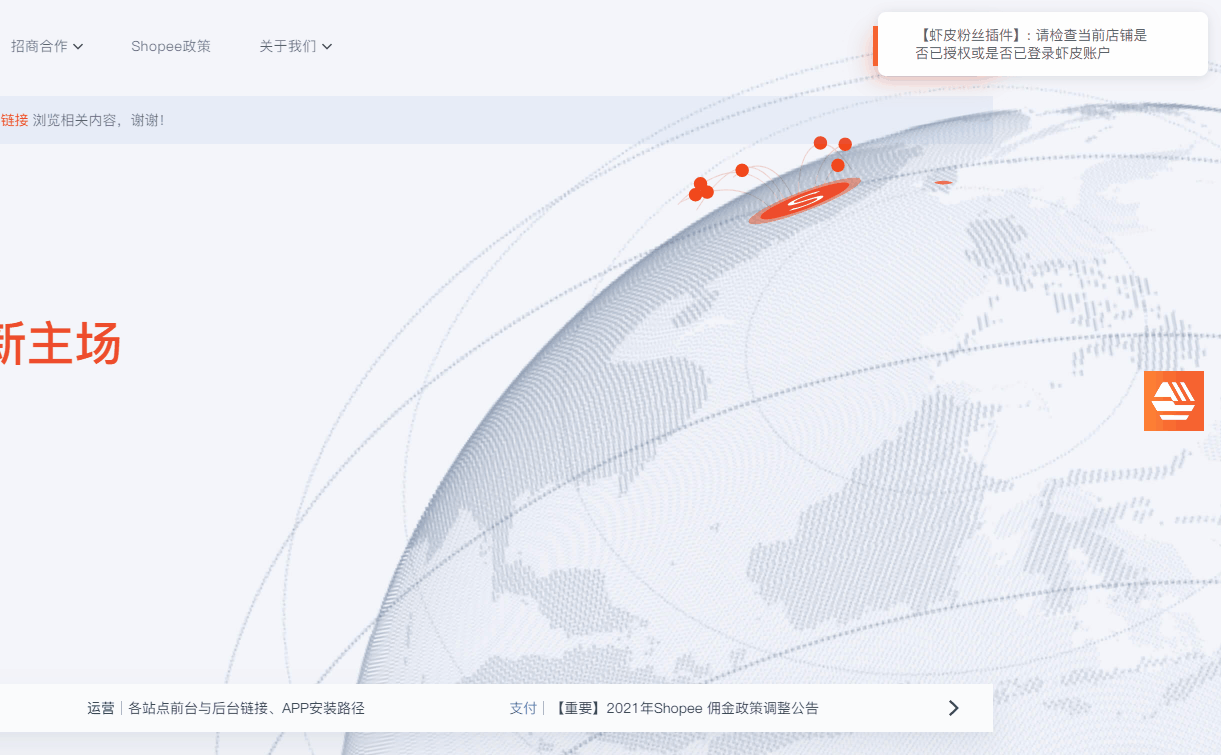 招商合作 Shopee政策 关于我们
【虾皮粉丝插件】: 请检查当前店铺是
否已授权或是否已登录虾皮账户
链接 浏览相关内容，谢谢！
新主场
运营 | 各站点前台与后台链接、APP安装路径
支付 | 【重要】2021年Shopee 佣金政策调整公告